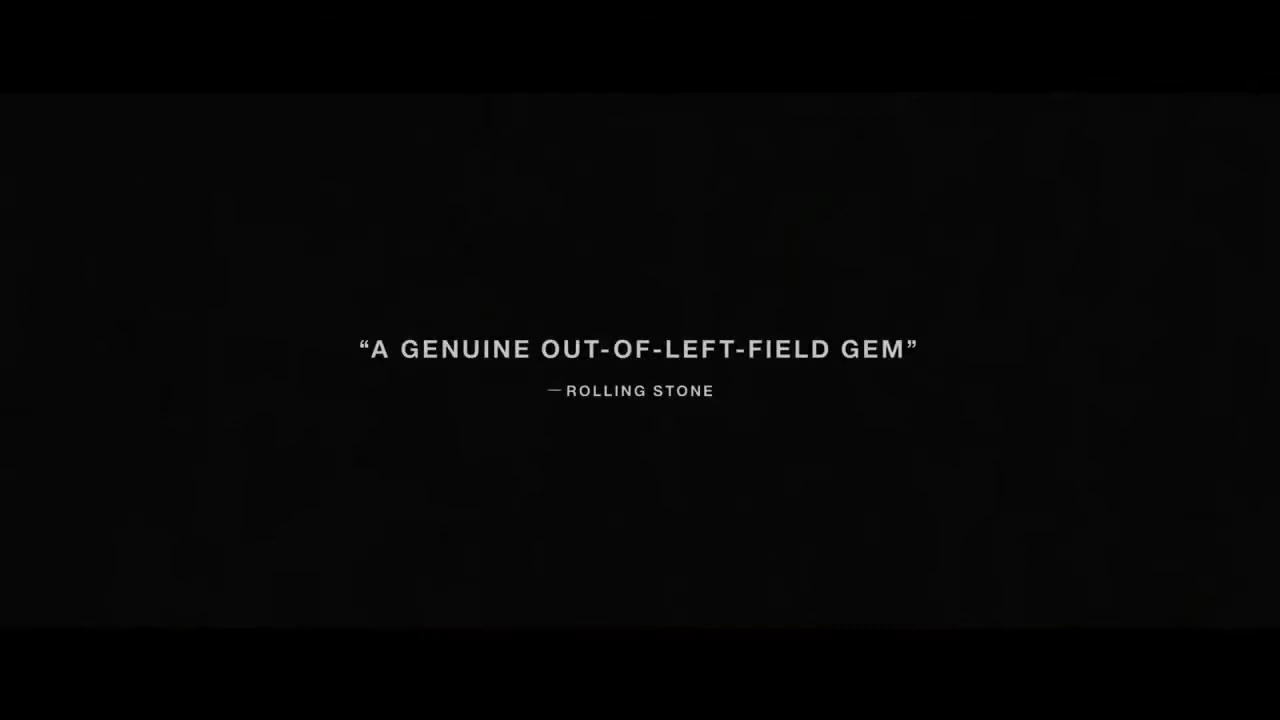 “A GENUINE OUT-OF-LEFT-FIELD GEM”
—ROLLING STONE